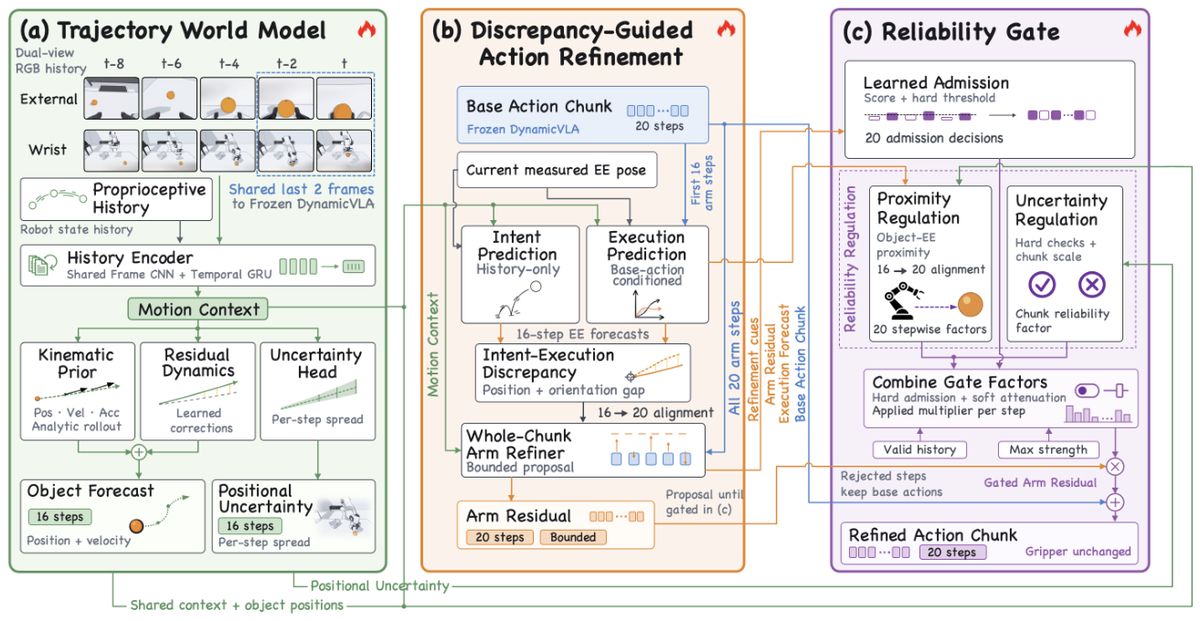 (a) Trajectory World Model
Dual-view
RGB history
t-8
t-6
t-4
t-2
t
External
Wrist
Proprioceptive
History
Robot state history
Shared last 2 frames
to Frozen DynamicVLA
History Encoder
Shared Frame CNN + Temporal GRU
Motion Context
Kinematic
Prior
Pos · Vel · Acc
Analytic rollout
Residual
Dynamics
Learned
corrections
Uncertainty
Head
Per-step spread
Object Forecast
16 steps
Position + velocity
Positional
Uncertainty
16 steps
Per-step spread
Positional Uncertainty
Shared context + object positions
(b) Discrepancy-Guided
Action Refinement
Base Action Chunk
Frozen DynamicVLA
20 steps
Current measured EE pose
First 16
arm steps
Intent
Prediction
History-only
Execution
Prediction
Base-action
conditioned
16-step EE forecasts
Motion Context
Intent-Execution
Discrepancy
Position + orientation gap
16 → 20 alignment
Whole-Chunk
Arm Refiner
Bounded proposal
Arm Residual
20 steps
Bounded
Proposal until
gated in (c)
All 20 arm steps
Refinement cues
Arm Residual
Execution Forecast
Base Action Chunk
(c) Reliability Gate
Learned Admission
Score + hard threshold
20 admission decisions
Reliability Regulation
Proximity
Regulation
Object-EE
proximity
16 → 20 alignment
20 stepwise factors
Uncertainty
Regulation
Hard checks +
chunk scale
Chunk reliability
factor
Combine Gate Factors
Hard admission + soft attenuation
Applied multiplier per step
Valid history
Max strength
Rejected steps
keep base actions
Gated Arm Residual
Refined Action Chunk
20 steps
Gripper unchanged